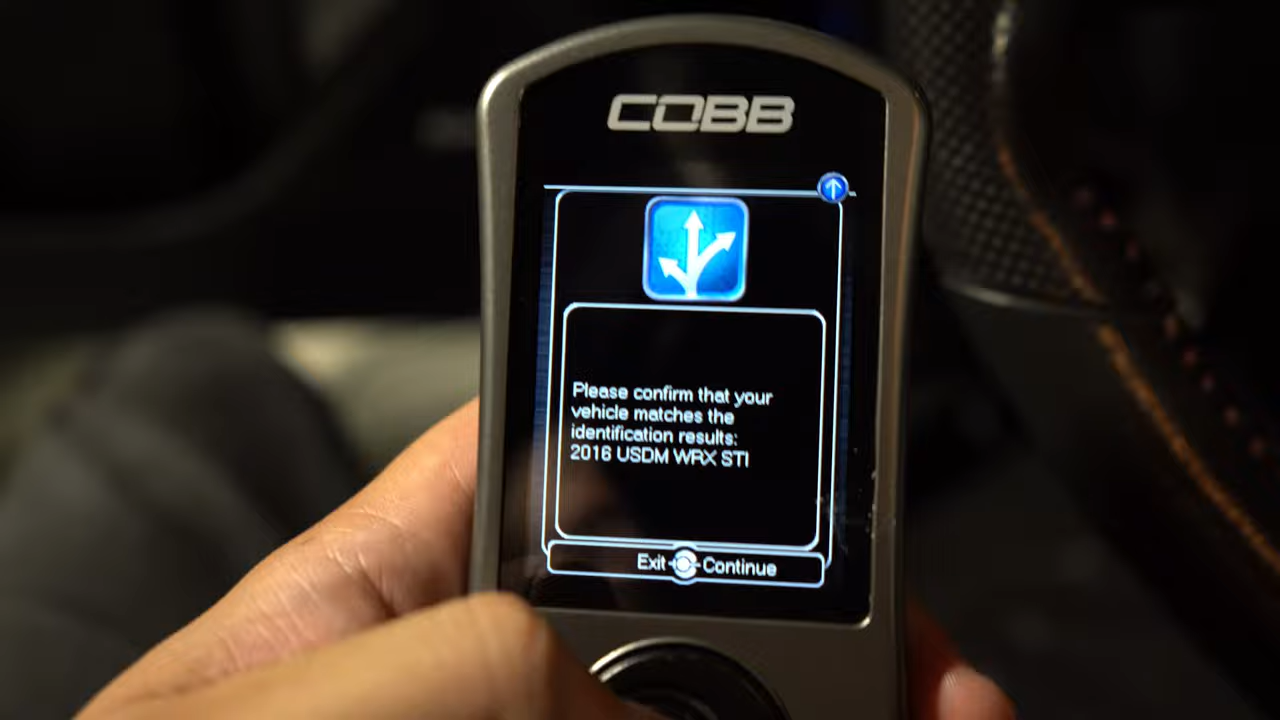 COBB
Please confirm that your
vehicle matches the
identification results:
2016 USDM WRX STI
Exit Continue